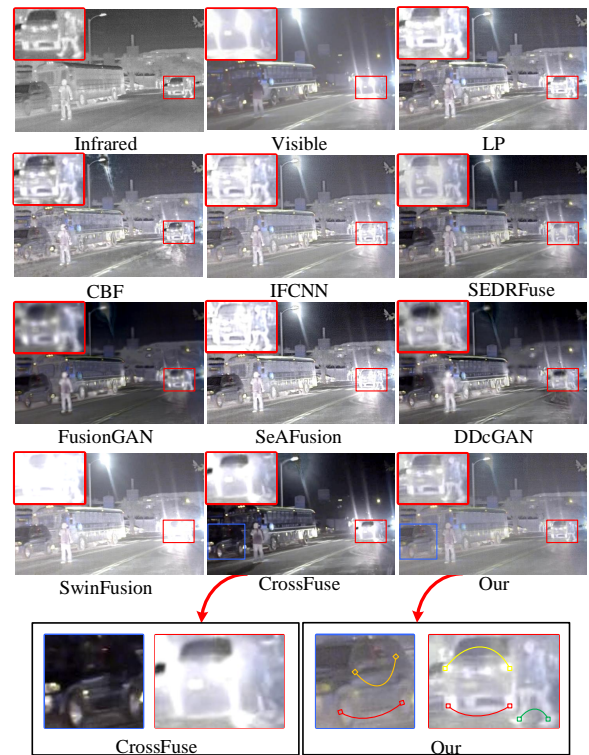 Infrared
Visible
LP
CBF
IFCNN
SEDRFuse
FusionGAN
SeAFusion
DDcGAN
SwinFusion
CrossFuse
Our
CrossFuse
Our